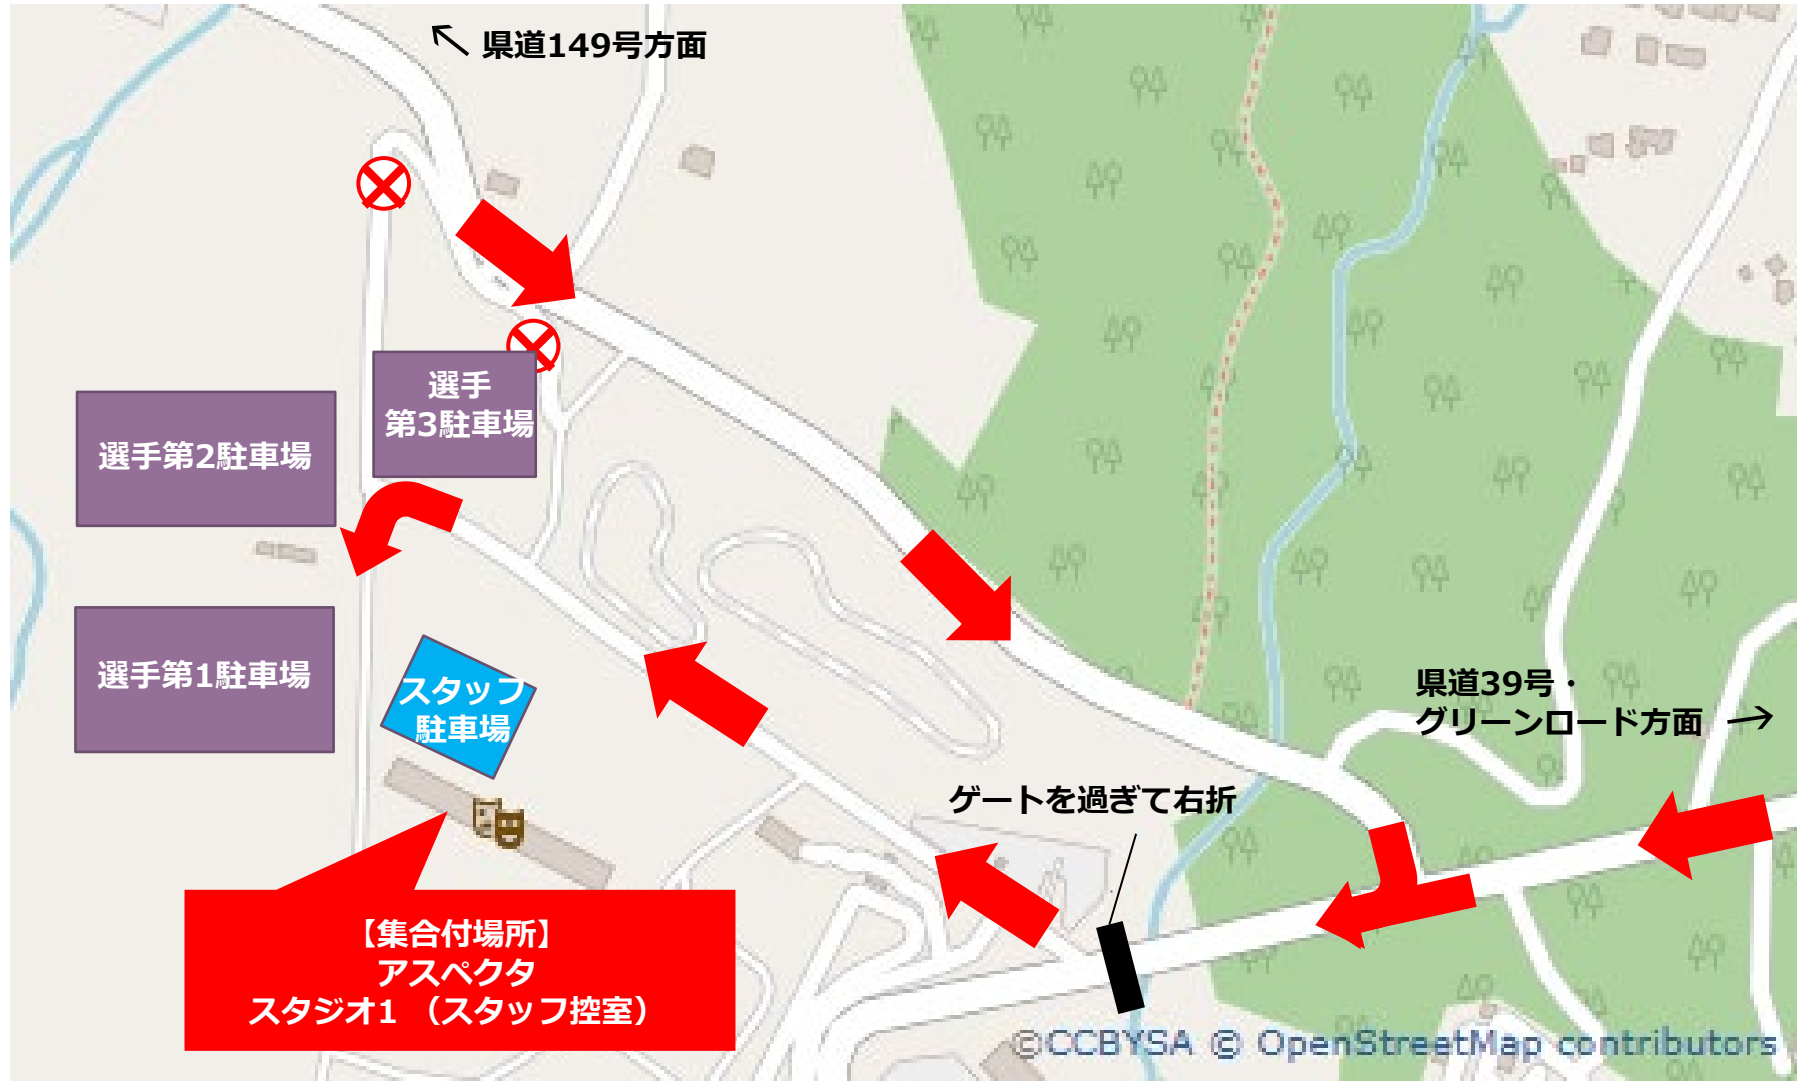 県道149号方面
選手
第3駐車場
選手第2駐車場
選手第1駐車場
スタッフ
駐車場
県道39号・
グリーンロード方面
ゲートを過ぎて右折
【集合付場所】
アスペクタ
スタジオ1 （スタッフ控室）
©CCBYSA © OpenStreetMap contributors